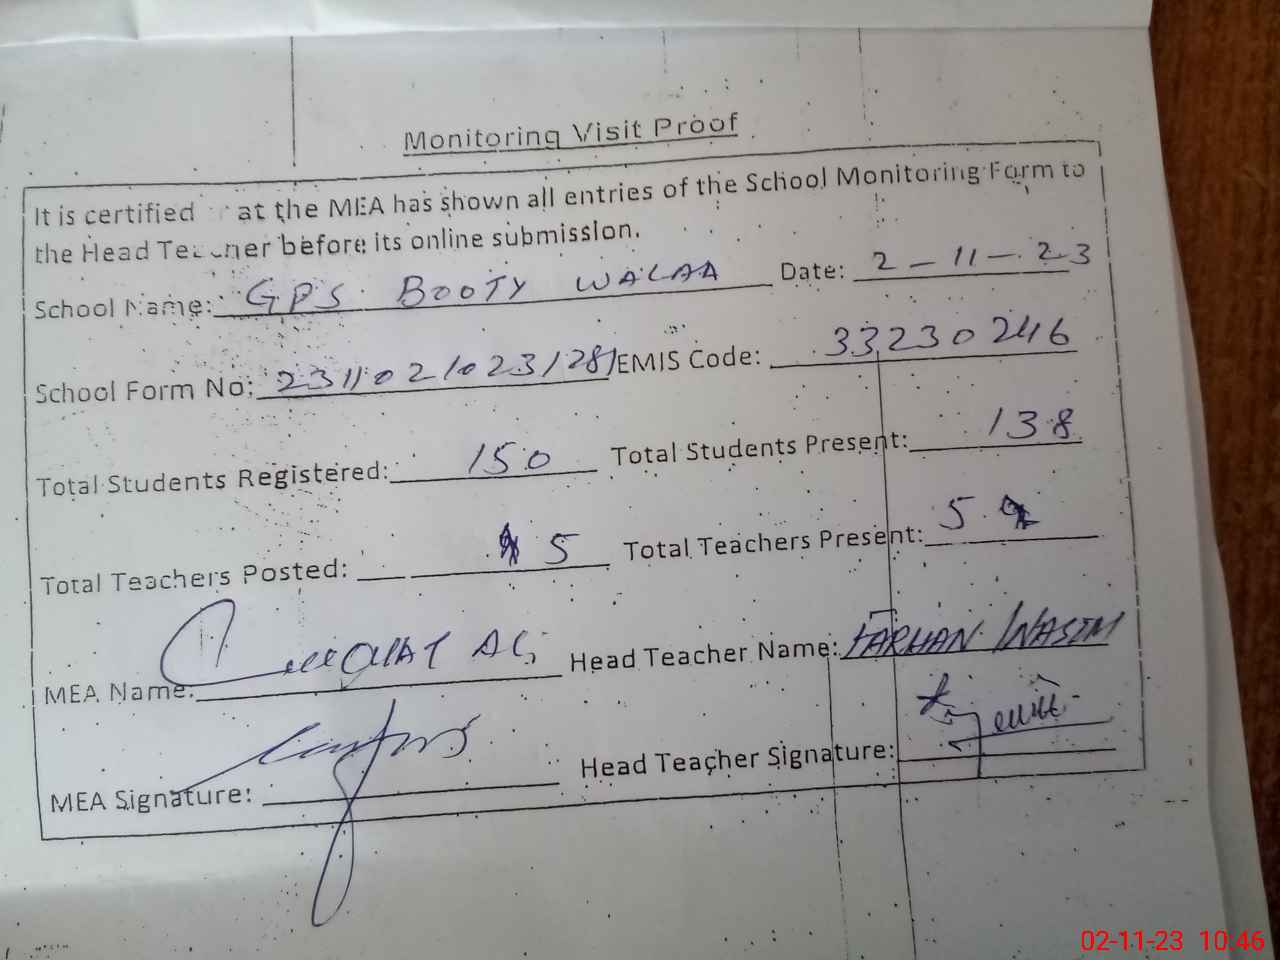 Monitoring Visit Proof
It is certified at the MEA has shown all entries of the School Monitoring Form to
the Head Teacher before its online submission.
School Name: GPS BOOTY WALAA Date: 2-11-23
School Form No: EMIS Code: 33230246
Total Students Registered: 150 Total Students Present: 138
Total Teachers Posted: 5 Total Teachers Present: 5
MEA Name: ALI Head Teacher Name: FARHAN WASIM
MEA Signature: Head Teacher Signature:
02-11-23 10:46